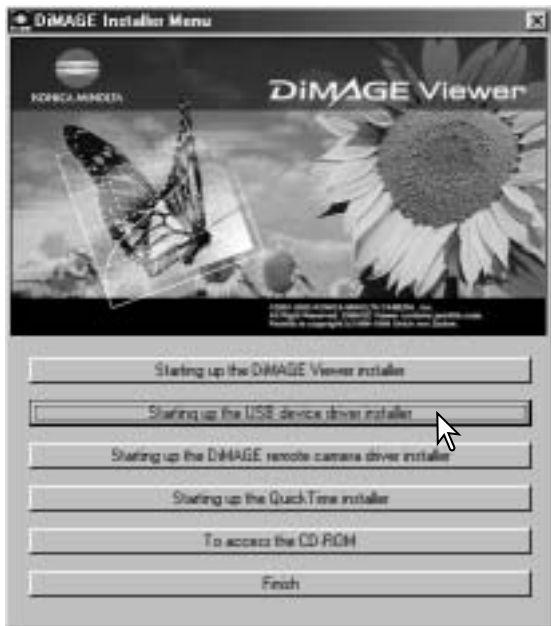 DiMAGE Installer Menu
KONICA MINOLTA
DiMAGE Viewer
Starting up the DiMAGE Viewer installer
Starting up the USB device driver installer
Starting up the DiMAGE remote camera driver installer
Starting up the QuickTime installer
To access the CD-ROM
Finish